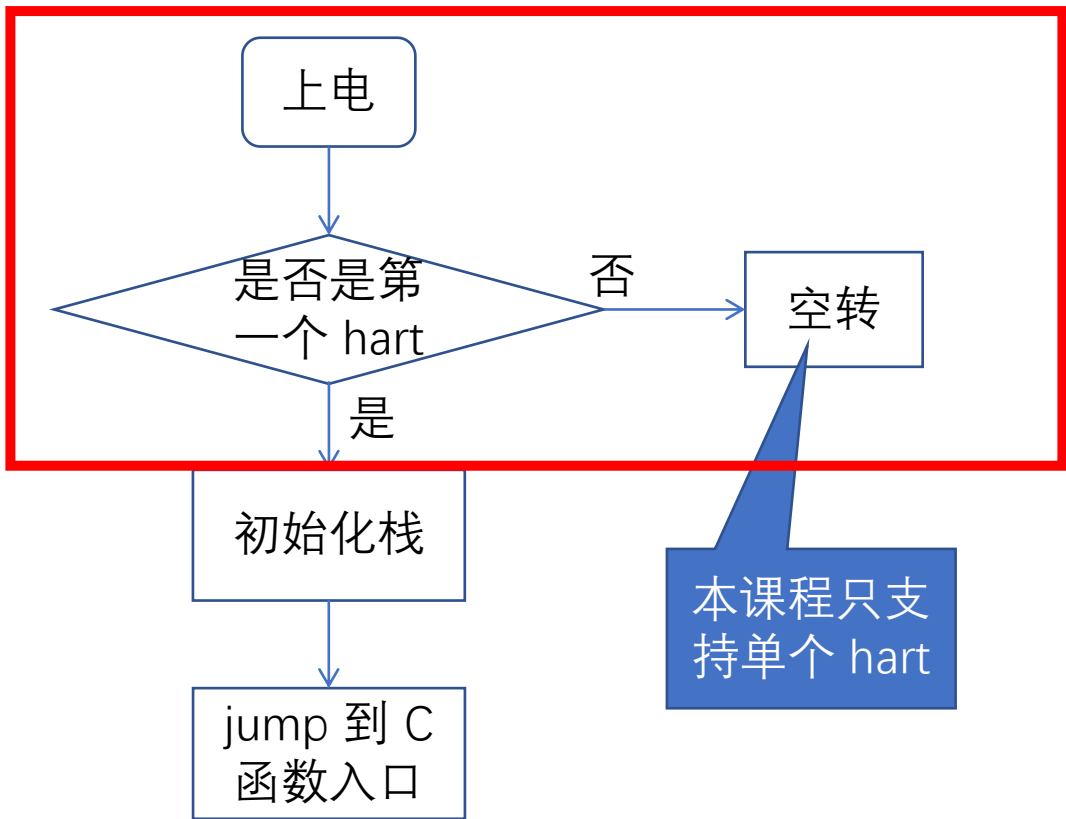 上电
是否是第
一个 hart
否
空转
是
初始化栈
本课程只支
持单个 hart
jump 到 C
函数入口